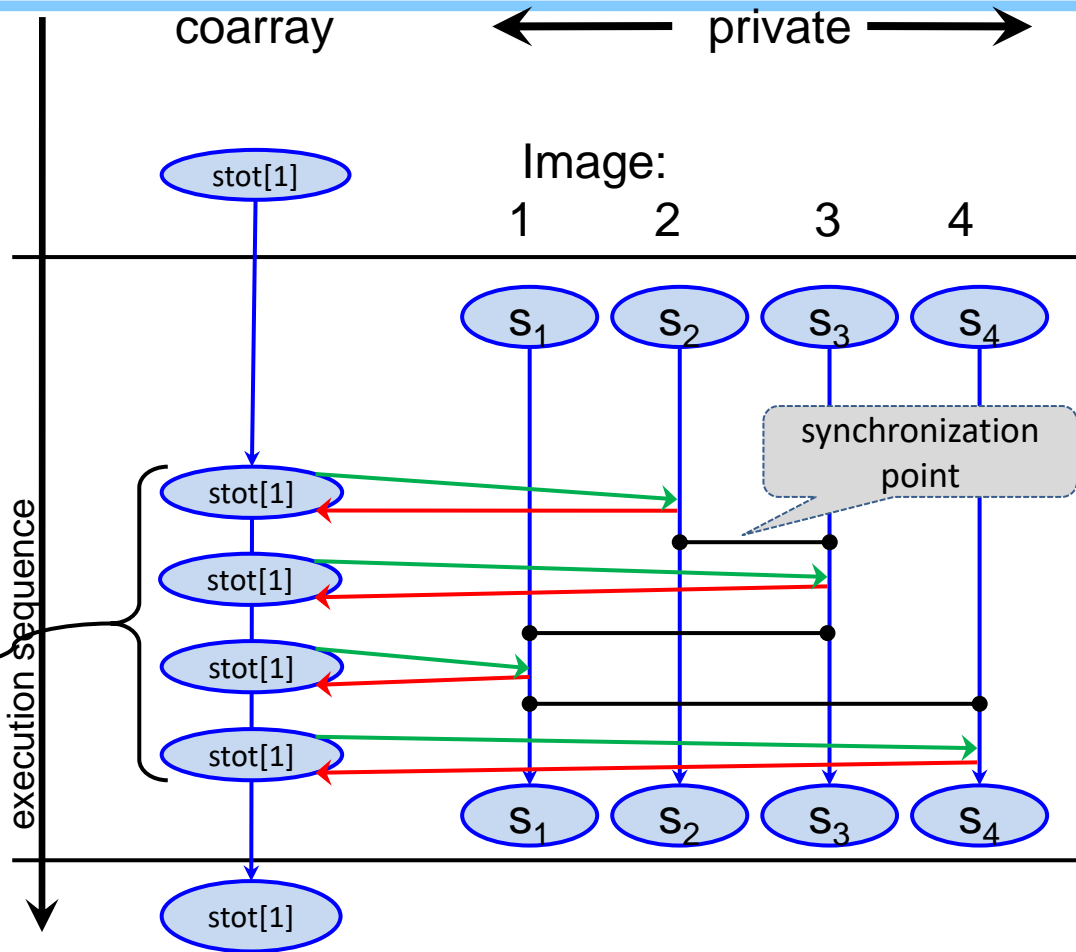 coarray
private
stot[1]
Image:
1 2 3 4
s1 s2 s3 s4
synchronization
point
stot[1]
stot[1]
stot[1]
stot[1]
execution sequence
s1 s2 s3 s4
stot[1]